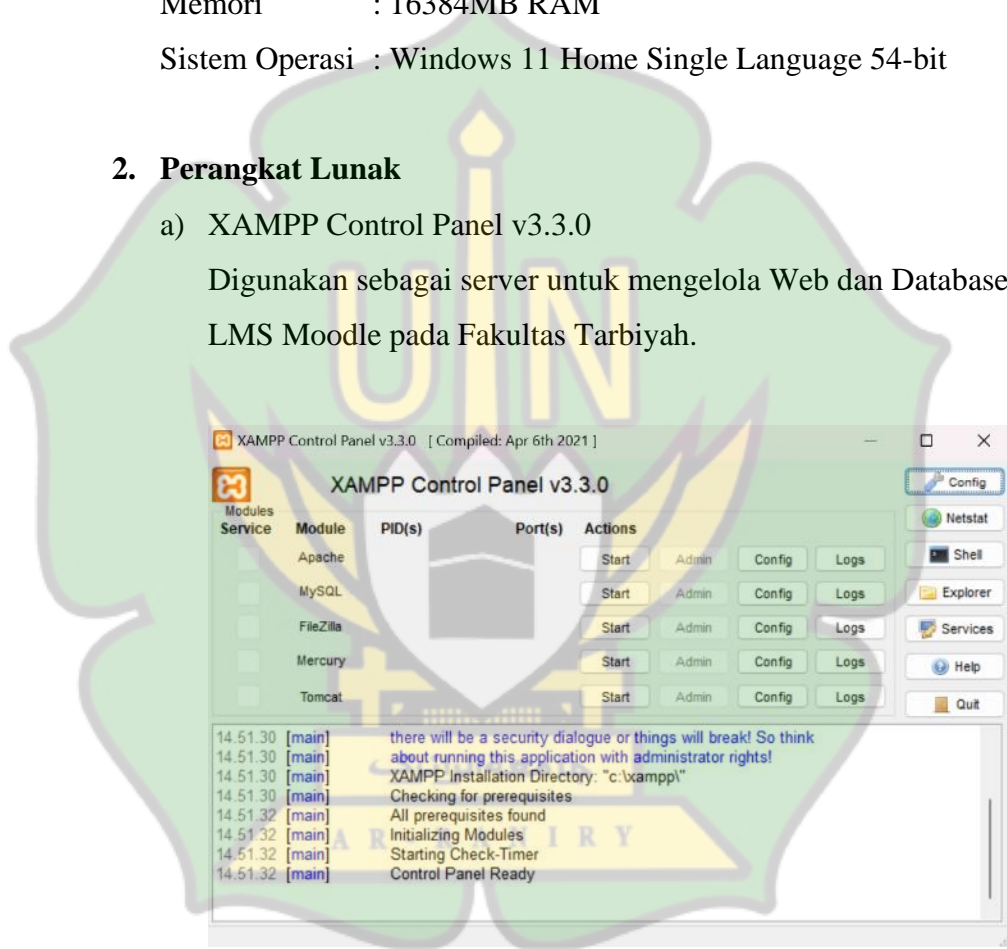 Memori : 16384MB RAM
Sistem Operasi : Windows 11 Home Single Language 54-bit
2. Perangkat Lunak
a) XAMPP Control Panel v3.3.0
Digunakan sebagai server untuk mengelola Web dan Database
LMS Moodle pada Fakultas Tarbiyah.
UIN
XAMPP Control Panel v3.3.0 [ Compiled: Apr 6th 2021 ]
XAMPP Control Panel v3.3.0
Config
Modules
Netstat
Service Module PID(s) Port(s) Actions
Apache Start Admin Config Logs
Shell
MySQL Start Admin Config Logs
Explorer
FileZilla Start Admin Config Logs
Services
Mercury Start Admin Config Logs
Help
Tomcat Start Admin Config Logs
Quit
14.51.30 [main] there will be a security dialogue or things will break! So think
14.51.30 [main] about running this application with administrator rights!
14.51.30 [main] XAMPP Installation Directory: "c:\xampp\"
14.51.30 [main] Checking for prerequisites
14.51.32 [main] All prerequisites found
14.51.32 [main] Initializing Modules
14.51.32 [main] Starting Check-Timer
14.51.32 [main] Control Panel Ready
AR-RANIRY